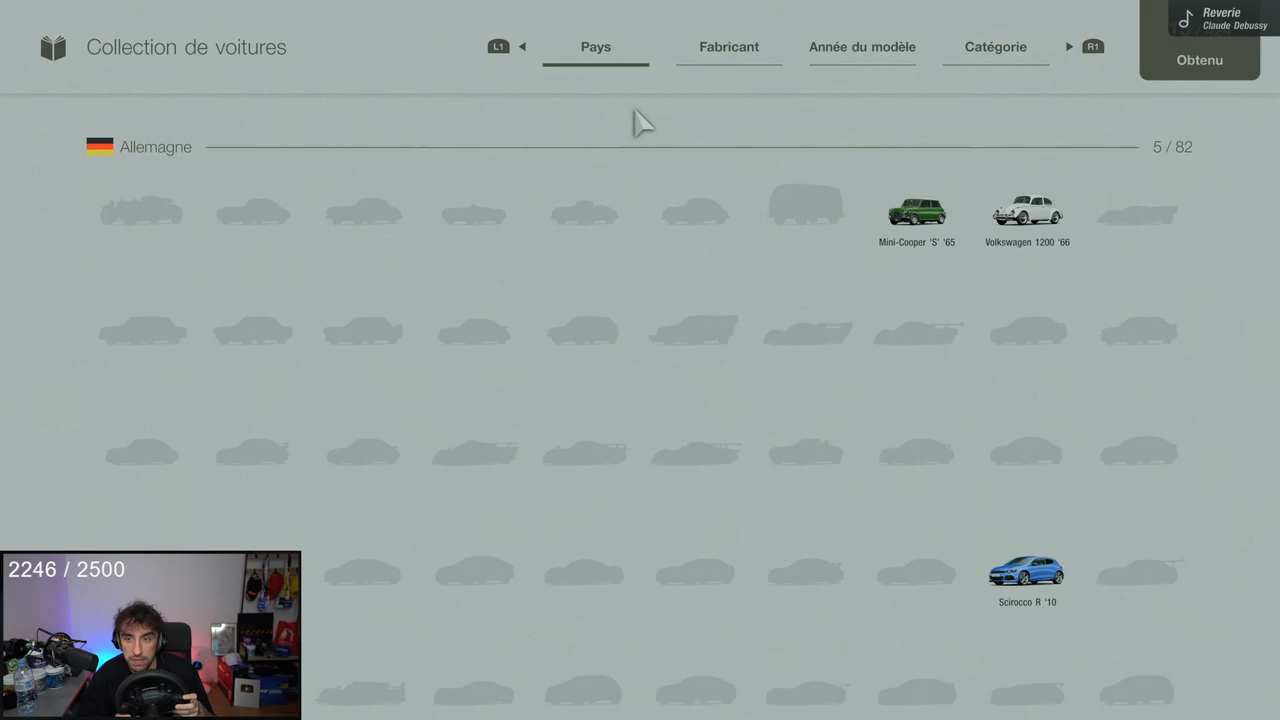 Collection de voitures
L1
Pays
Fabricant
Année du modèle
Catégorie
R1
Reverie
Claude Debussy
Obtenu
Allemagne
5 / 82
Mini-Cooper 'S' '65
Volkswagen 1200 '66
Scirocco R '10
2246 / 2500